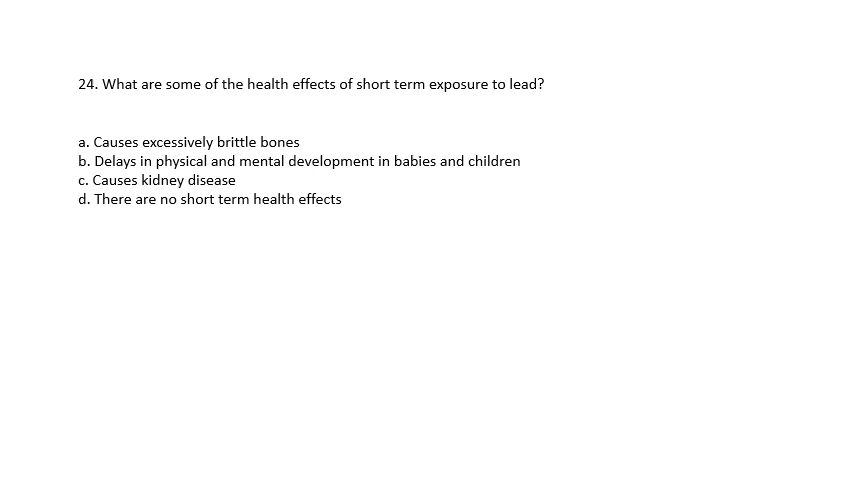 24. What are some of the health effects of short term exposure to lead?
a. Causes excessively brittle bones
b. Delays in physical and mental development in babies and children
c. Causes kidney disease
d. There are no short term health effects